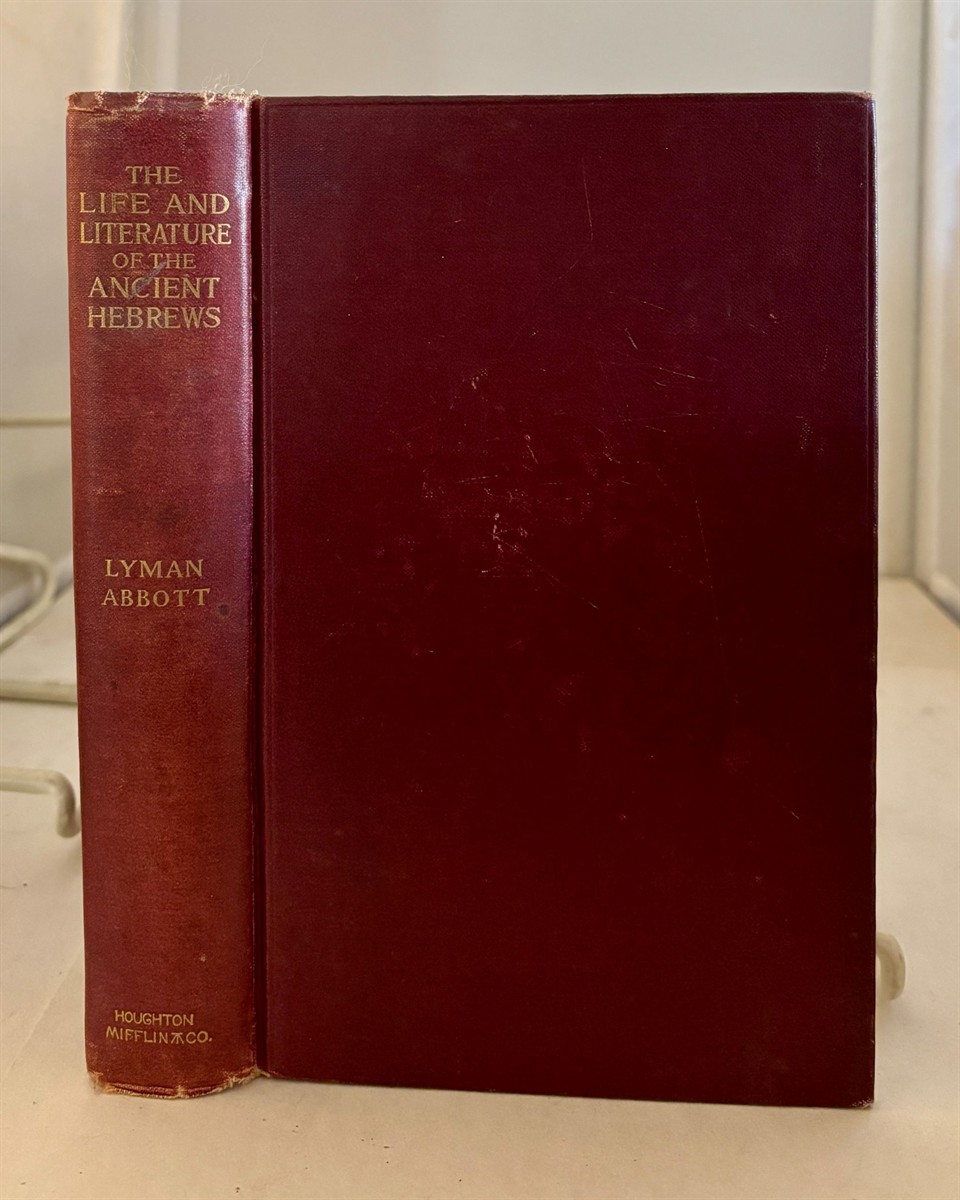 THE
LIFE AND
LITERATURE
OF THE
ANCIENT
HEBREWS
LYMAN
ABBOTT
HOUGHTON
MIFFLIN & CO.